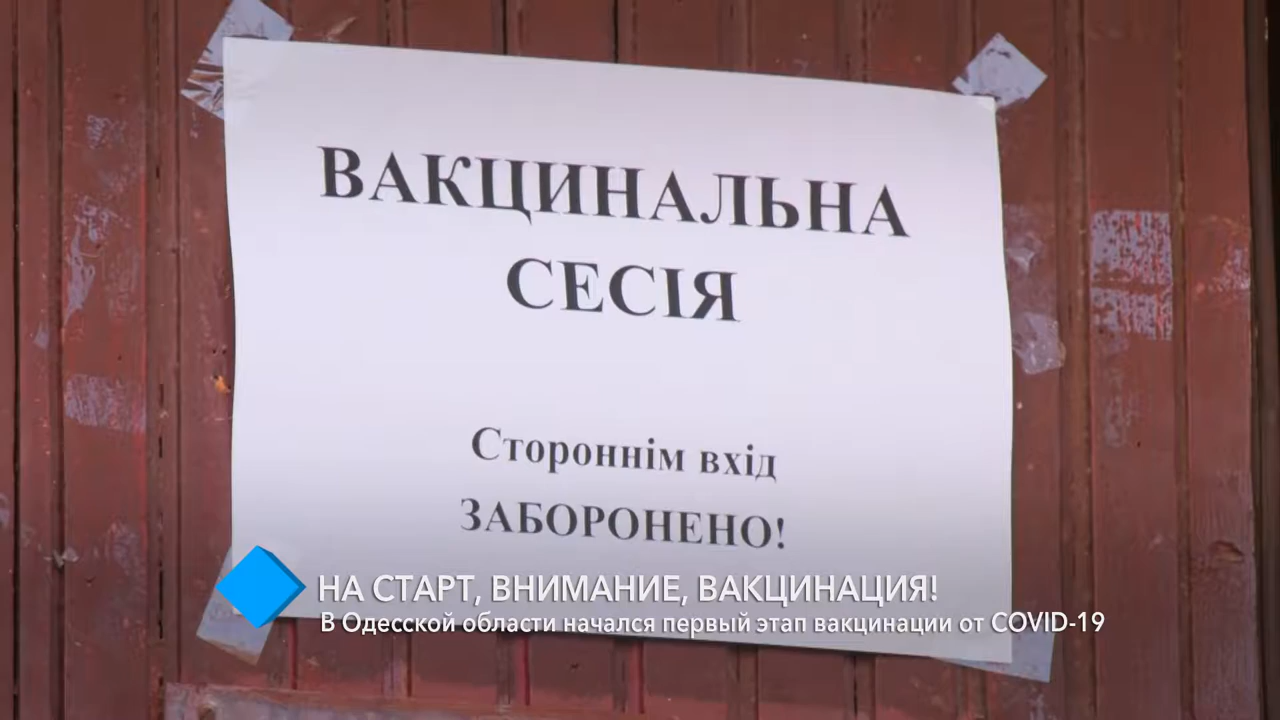 ВАКЦИНАЛЬНА
СЕСІЯ
Стороннім вхід
ЗАБОРОНЕНО!
НА СТАРТ, ВНИМАНИЕ, ВАКЦИНАЦИЯ!
В Одесской области начался первый этап вакцинации от COVID-19